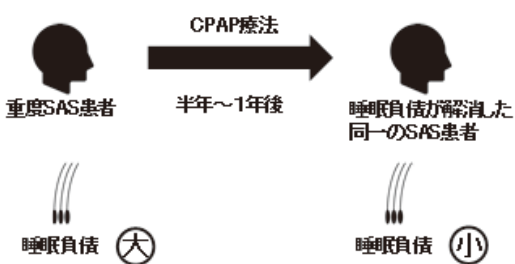 CPAP療法
重度SAS患者
半年～1年後
睡眠負債が解消した
同一のSAS患者
睡眠負債 大
睡眠負債 小